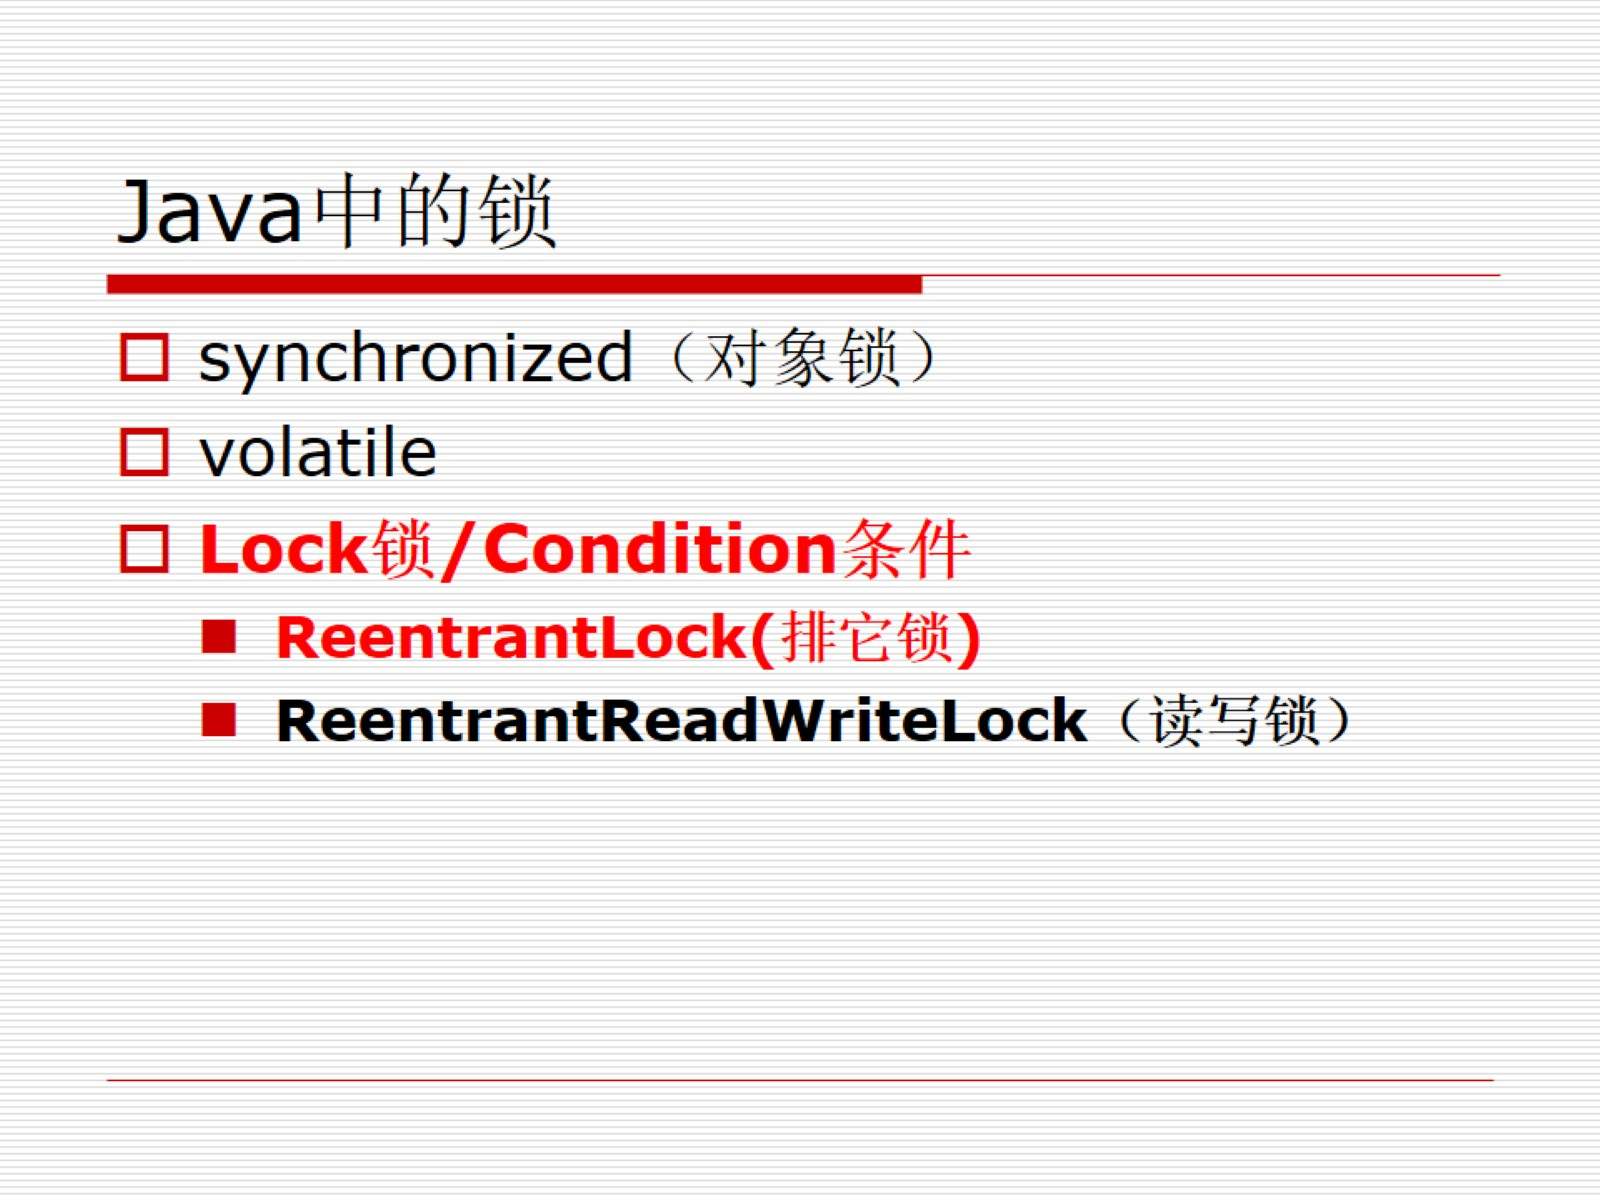 Java中的锁
synchronized（对象锁）
volatile
Lock锁/Condition条件
ReentrantLock(排它锁)
ReentrantReadWriteLock（读写锁）